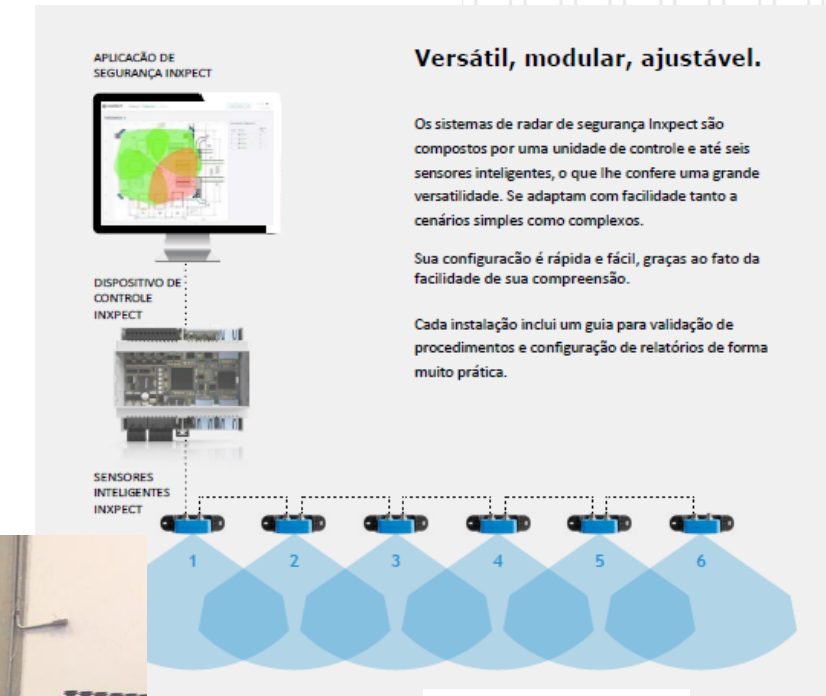 APLICACÃO DE
SEGURANÇA INXPECT
Versátil, modular, ajustável.
Os sistemas de radar de segurança Inxpect são
compostos por uma unidade de controle e até seis
sensores inteligentes, o que lhe confere uma grande
versatilidade. Se adaptam com facilidade tanto a
cenários simples como complexos.
Sua configuracão é rápida e fácil, graças ao fato da
facilidade de sua compreensão.
Cada instalação inclui um guia para validação de
procedimentos e configuração de relatórios de forma
muito prática.
DISPOSITIVO DE
CONTROLE
INXPECT
SENSORES
INTELIGENTES
INXPECT
1 2 3 4 5 6